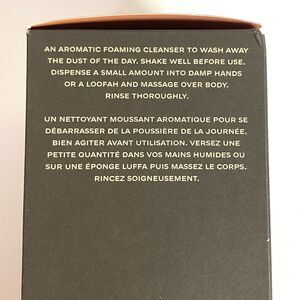 AN AROMATIC FOAMING CLEANSER TO WASH AWAY
THE DUST OF THE DAY. SHAKE WELL BEFORE USE.
DISPENSE A SMALL AMOUNT INTO DAMP HANDS
OR A LOOFAH AND MASSAGE OVER BODY.
RINSE THOROUGHLY.
UN NETTOYANT MOUSSANT AROMATIQUE POUR SE
DÉBARRASSER DE LA POUSSIÈRE DE LA JOURNÉE.
BIEN AGITER AVANT UTILISATION. VERSEZ UNE
PETITE QUANTITÉ DANS VOS MAINS HUMIDES OU
SUR UNE ÉPONGE LUFFA PUIS MASSEZ LE CORPS.
RINCEZ SOIGNEUSEMENT.